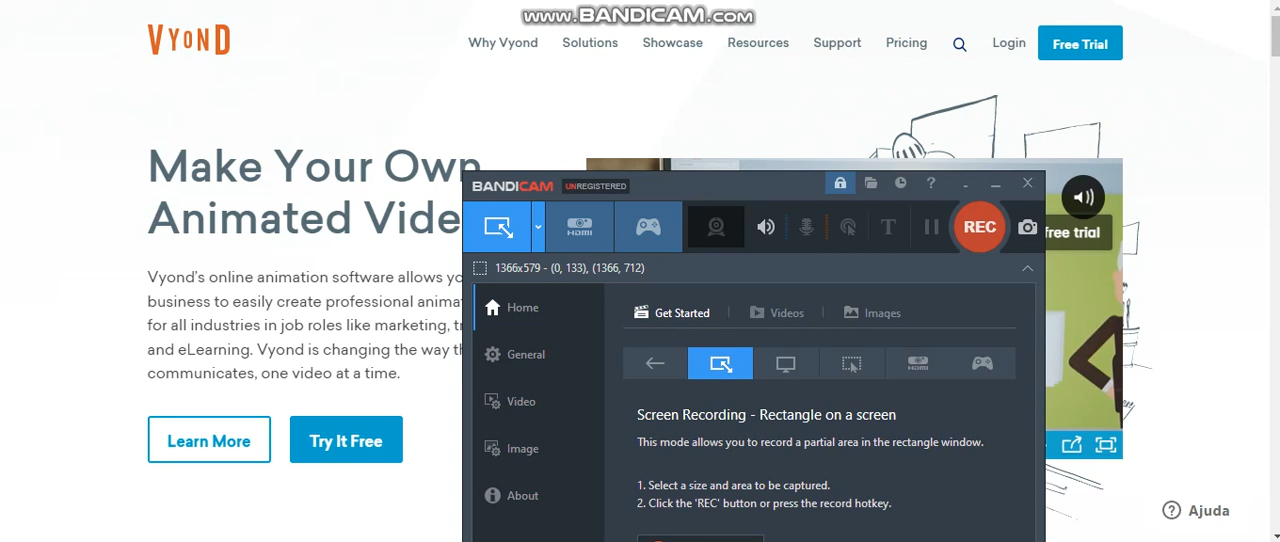 www.BANDICAM.com
VYOND
Why Vyond Solutions Showcase Resources Support Pricing Login Free Trial
Make Your Own
Animated Vide
Vyond's online animation software allows yo
business to easily create professional anima
for all industries in job roles like marketing, tr
and eLearning. Vyond is changing the way th
communicates, one video at a time.
Learn More Try It Free
BANDICAM UNREGISTERED
HDMI T REC
free trial
1366x579 - (0, 133), (1366, 712)
Home
General
Video
Image
About
Get Started Videos Images
HDMI
Screen Recording - Rectangle on a screen
This mode allows you to record a partial area in the rectangle window.
1. Select a size and area to be captured.
2. Click the 'REC' button or press the record hotkey.
Ajuda